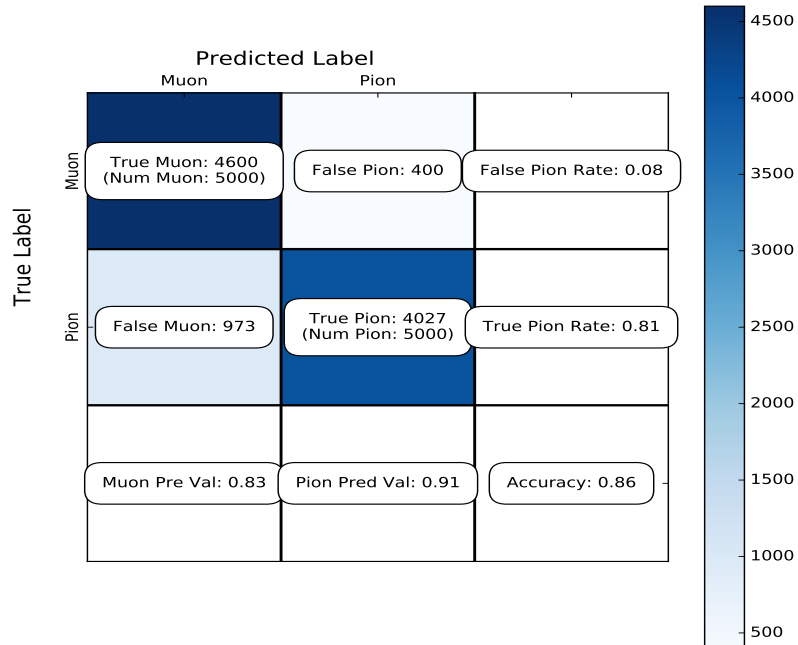 Predicted Label
Muon Pion
True Label
Muon
True Muon: 4600
(Num Muon: 5000)
False Pion: 400
False Pion Rate: 0.08
Pion
False Muon: 973
True Pion: 4027
(Num Pion: 5000)
True Pion Rate: 0.81
Muon Pre Val: 0.83
Pion Pred Val: 0.91
Accuracy: 0.86
4500
4000
3500
3000
2500
2000
1500
1000
500